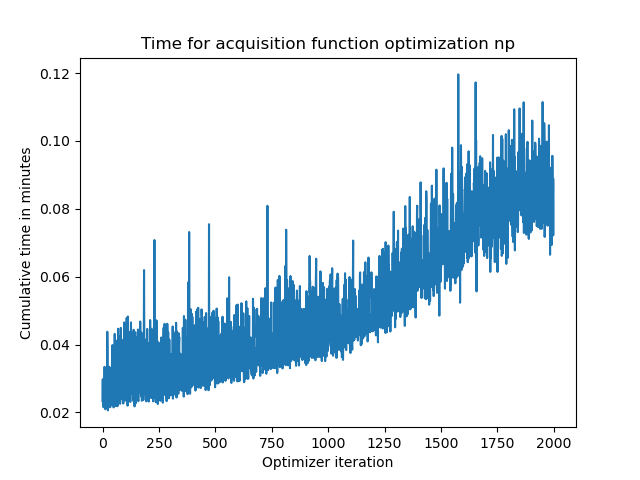 Time for acquisition function optimization np
Cumulative time in minutes
0.12
0.10
0.08
0.06
0.04
0.02
0 250 500 750 1000 1250 1500 1750 2000
Optimizer iteration